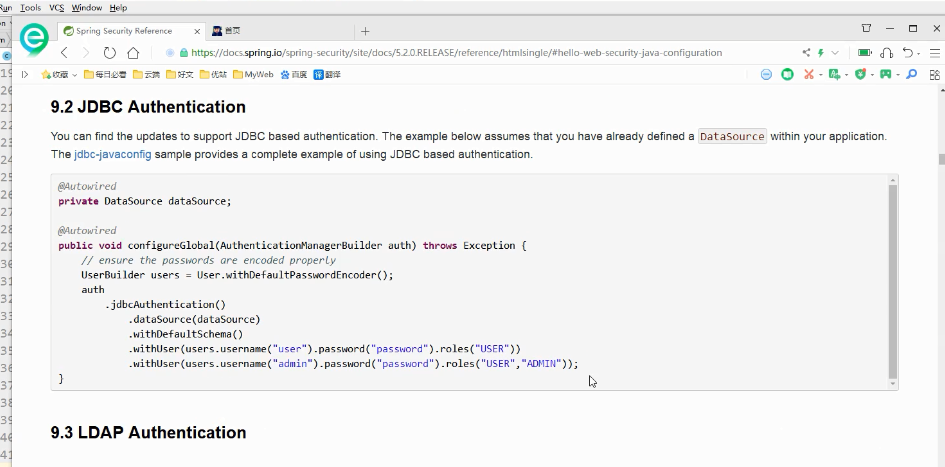 Run Tools VCS Window Help
Spring Security Reference × 首页 +
https://docs.spring.io/spring-security/site/docs/5.2.0.RELEASE/reference/htmlsingle/#hello-web-security-java-configuration
收藏 每日必看 云端 好文 优站 MyWeb 百度 翻译
9.2 JDBC Authentication
You can find the updates to support JDBC based authentication. The example below assumes that you have already defined a DataSource within your application.
The jdbc-javaconfig sample provides a complete example of using JDBC based authentication.
@Autowired
private DataSource dataSource;
@Autowired
public void configureGlobal(AuthenticationManagerBuilder auth) throws Exception {
// ensure the passwords are encoded properly
UserBuilder users = User.withDefaultPasswordEncoder();
auth
.jdbcAuthentication()
.dataSource(dataSource)
.withDefaultSchema()
.withUser(users.username("user").password("password").roles("USER"))
.withUser(users.username("admin").password("password").roles("USER","ADMIN"));
}
9.3 LDAP Authentication